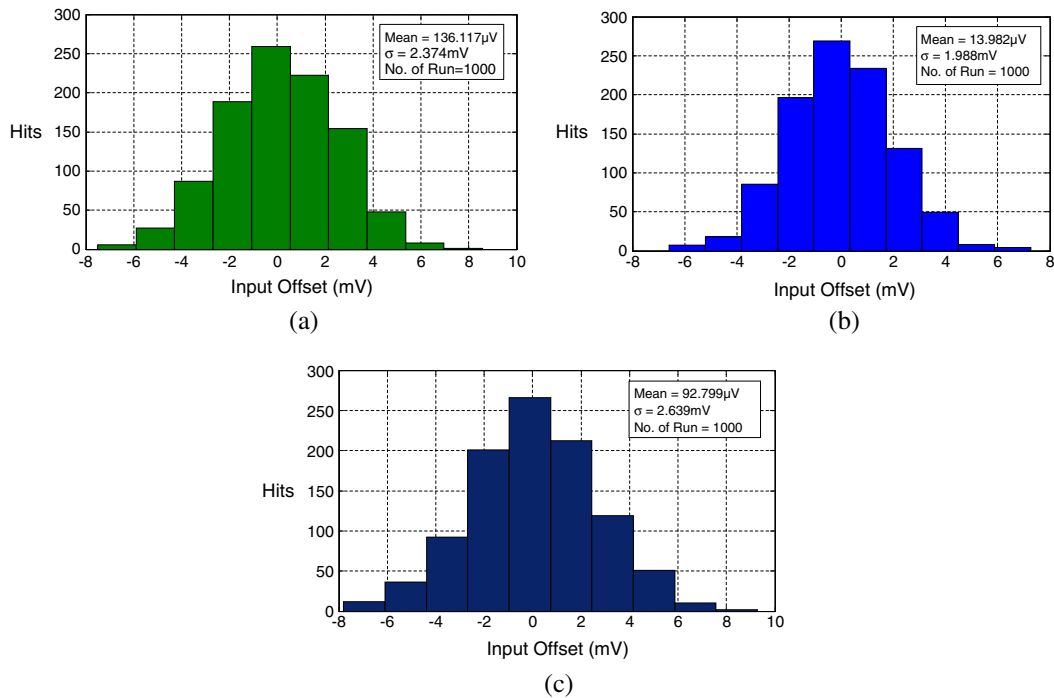 300
250
200
150
100
50
0
Hits
Mean = 136.117µV
σ = 2.374mV
No. of Run=1000
-8 -6 -4 -2 0 2 4 6 8 10
Input Offset (mV)
(a)
300
250
200
150
100
50
0
Hits
Mean = 13.982µV
σ = 1.988mV
No. of Run = 1000
-8 -6 -4 -2 0 2 4 6 8
Input Offset (mV)
(b)
300
250
200
150
100
50
0
Hits
Mean = 92.799µV
σ = 2.639mV
No. of Run = 1000
-8 -6 -4 -2 0 2 4 6 8 10
Input Offset (mV)
(c)